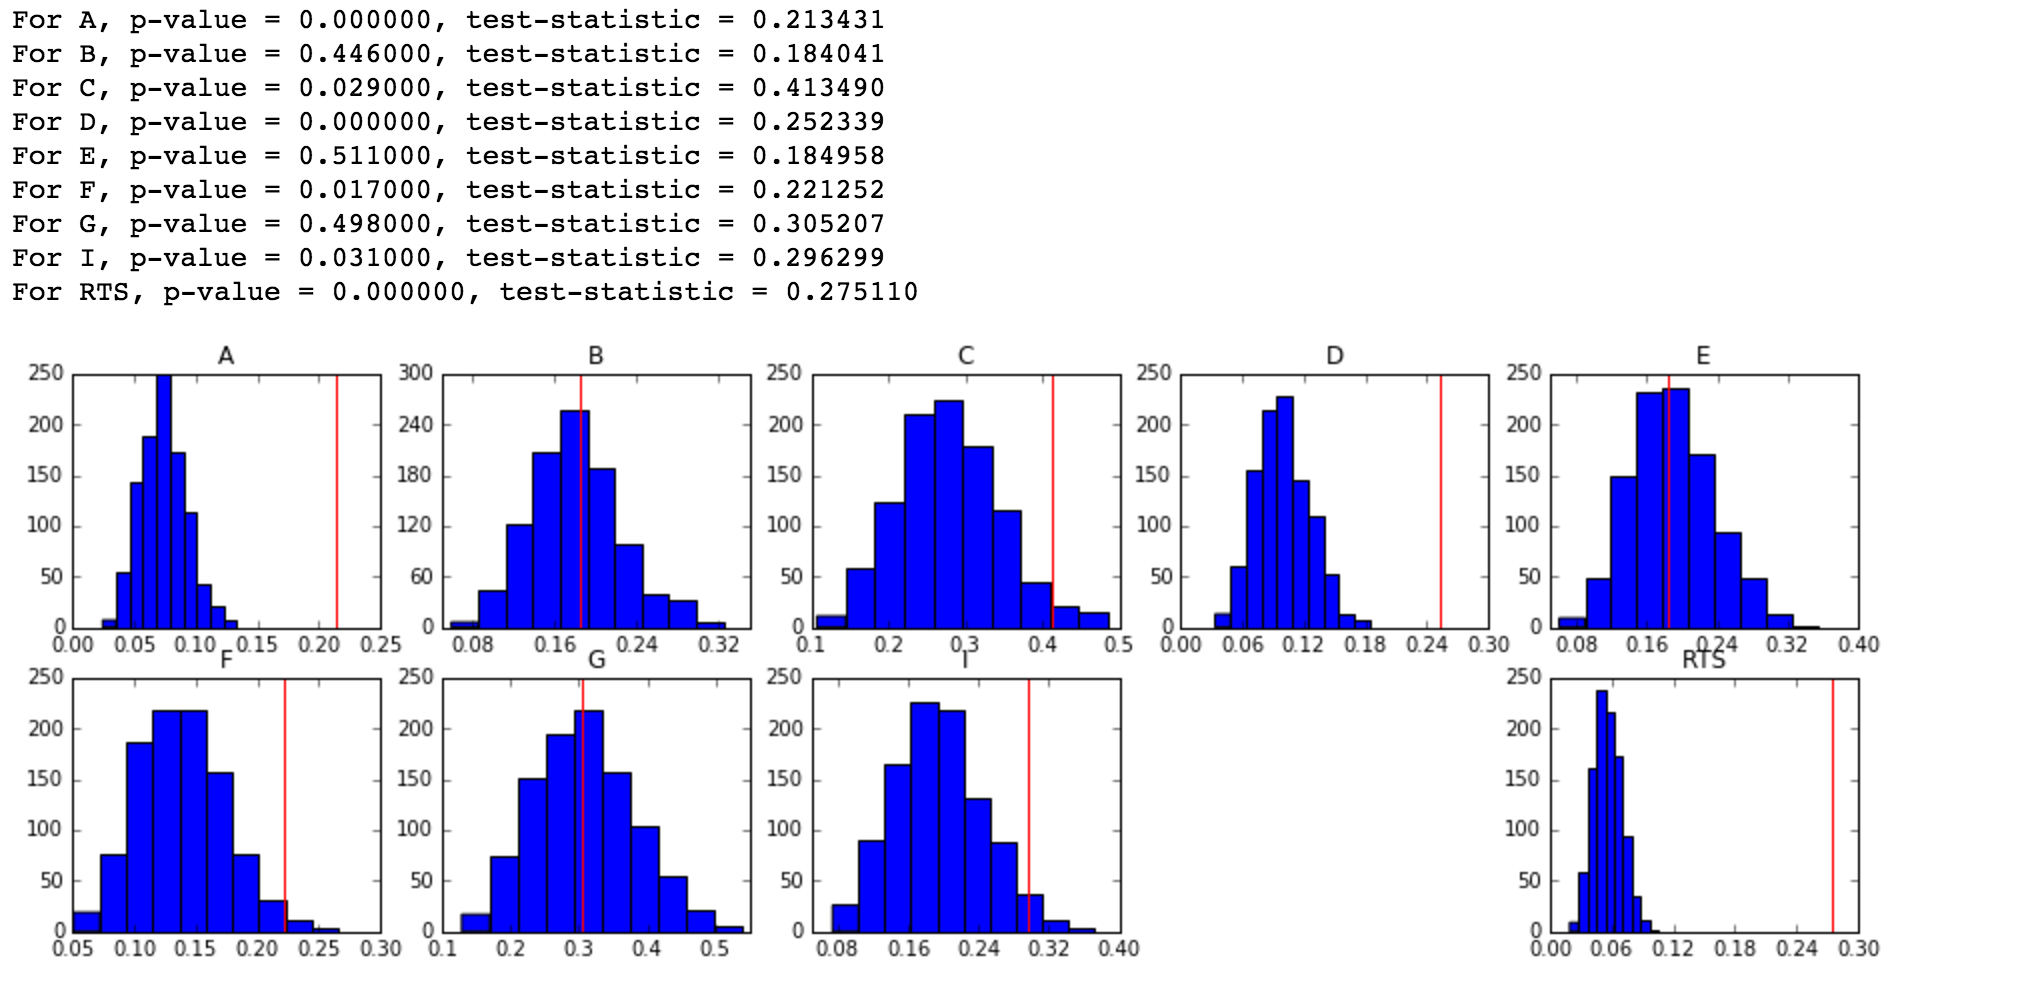 For A, p-value = 0.000000, test-statistic = 0.213431
For B, p-value = 0.446000, test-statistic = 0.184041
For C, p-value = 0.029000, test-statistic = 0.413490
For D, p-value = 0.000000, test-statistic = 0.252339
For E, p-value = 0.511000, test-statistic = 0.184958
For F, p-value = 0.017000, test-statistic = 0.221252
For G, p-value = 0.498000, test-statistic = 0.305207
For I, p-value = 0.031000, test-statistic = 0.296299
For RTS, p-value = 0.000000, test-statistic = 0.275110
A
250
200
150
100
50
0
0.00 0.05 0.10 0.15 0.20 0.25
B
300
240
180
120
60
0
0.08 0.16 0.24 0.32
C
250
200
150
100
50
0
0.1 0.2 0.3 0.4 0.5
D
250
200
150
100
50
0
0.00 0.06 0.12 0.18 0.24 0.30
E
250
200
150
100
50
0
0.08 0.16 0.24 0.32 0.40
F
250
200
150
100
50
0
0.05 0.10 0.15 0.20 0.25 0.30
G
250
200
150
100
50
0
0.1 0.2 0.3 0.4 0.5
I
250
200
150
100
50
0
0.08 0.16 0.24 0.32 0.40
RTS
250
200
150
100
50
0
0.00 0.06 0.12 0.18 0.24 0.30